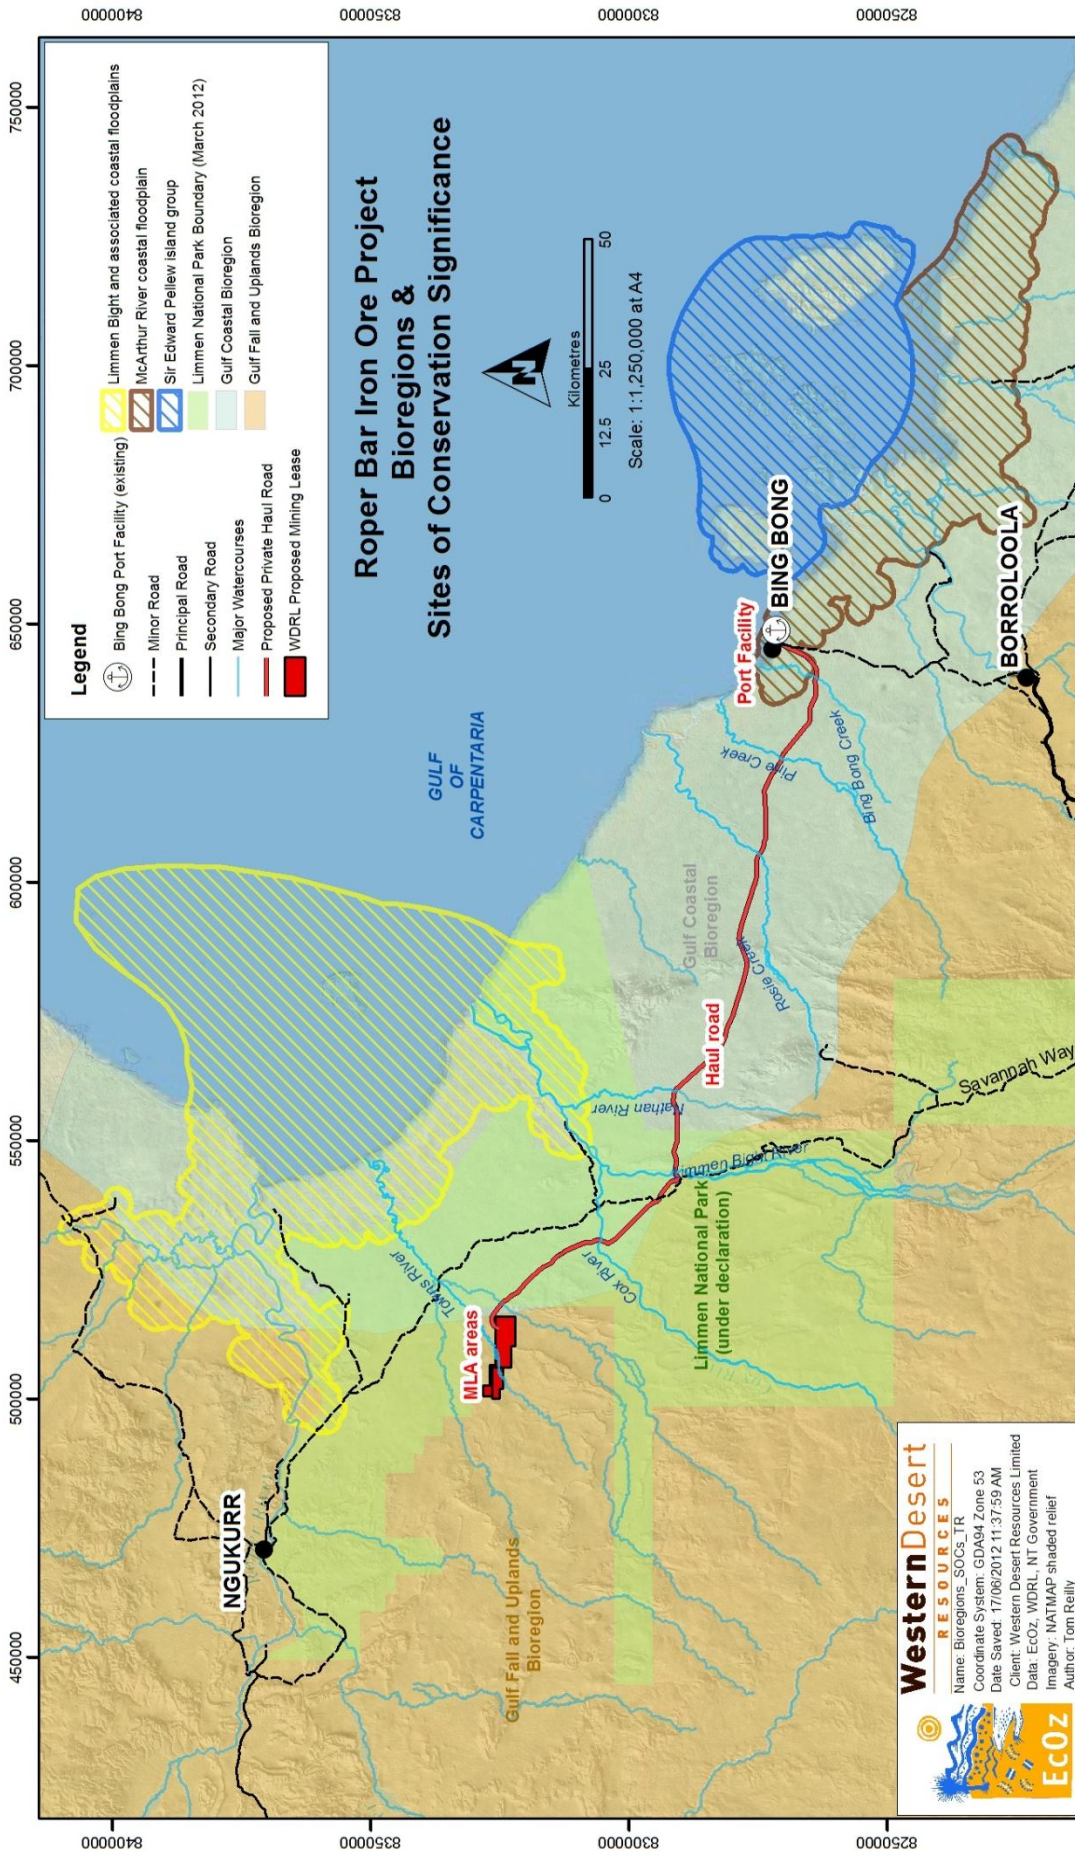 8400000
8350000
8300000
8250000
450000
500000
550000
600000
650000
700000
750000
Legend
Bing Bong Port Facility (existing)
Minor Road
Principal Road
Secondary Road
Major Watercourses
Proposed Private Haul Road
WDRL Proposed Mining Lease
Limmen Bight and associated coastal floodplains
McArthur River coastal floodplain
Sir Edward Pellew island group
Limmen National Park Boundary (March 2012)
Gulf Coastal Bioregion
Gulf Fall and Uplands Bioregion
Roper Bar Iron Ore Project
Bioregions &
Sites of Conservation Significance
N
Kilometres
0 12.5 25 50
Scale: 1:1,250,000 at A4
GULF
OF
CARPENTARIA
NGUKURR
Towns River
MLA areas
Cox River
Gulf Fall and Uplands
Bioregion
Limmen National Park
(under declaration)
Nathan River
Limmen Bight River
Savannah Way
Haul road
Gulf Coastal
Bioregion
Rosie Creek
Pine Creek
Bing Bong Creek
Port Facility
BING BONG
BORROLOOLA
WesternDesert
RESOURCES
Name: Bioregions_SOCs_TR
Coordinate System: GDA94 Zone 53
Date Saved: 17/06/2012 11:37:59 AM
Client: Western Desert Resources Limited
Data: EcOz, WDRL, NT Government
Imagery: NATMAP shaded relief
Author: Tom Reilly
EcOz
8400000
8350000
8300000
8250000